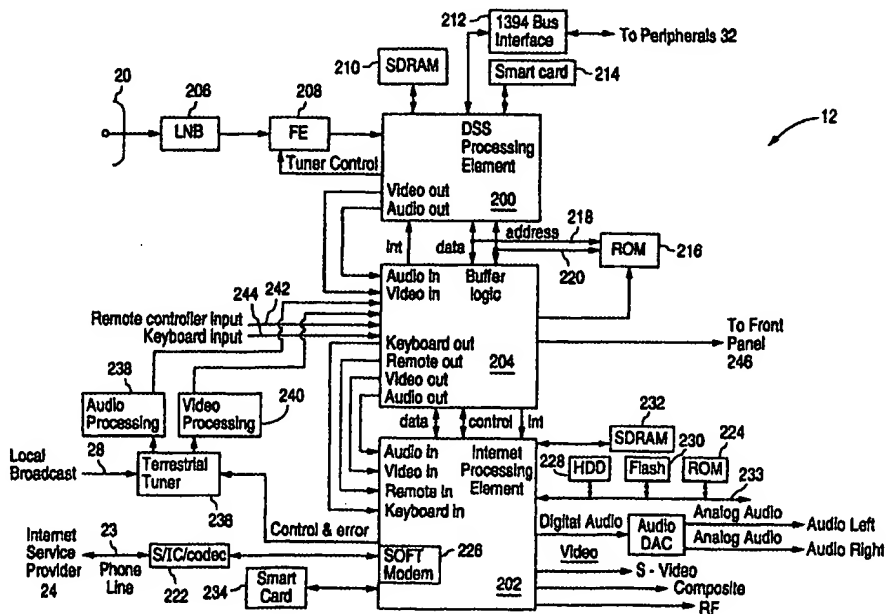 212
1394 Bus
Interface
To Peripherals 32
210
SDRAM
Smart card
214
20
206
208
12
LNB
FE
DSS
Processing
Element
Tuner Control
Video out
Audio out
200
218
address
Int
data
ROM
216
220
Audio in
Video in
Buffer
logic
244
242
Remote controller input
Keyboard input
Keyboard out
Remote out
Video out
Audio out
204
To Front
Panel
246
238
Audio
Processing
Video
Processing
240
data
control
Int
232
SDRAM
230
224
Local
Broadcast
28
Terrestrial
Tuner
236
Audio in
Video in
Remote in
Keyboard in
Internet
Processing
Element
228
HDD
Flash
ROM
233
Control & error
Digital Audio
Audio
DAC
Analog Audio
Analog Audio
Audio Left
Audio Right
Internet
Service
Provider
24
23
Phone
Line
S/IC/codec
222
SOFT
Modem
226
Video
S - Video
234
Smart
Card
202
Composite
RF